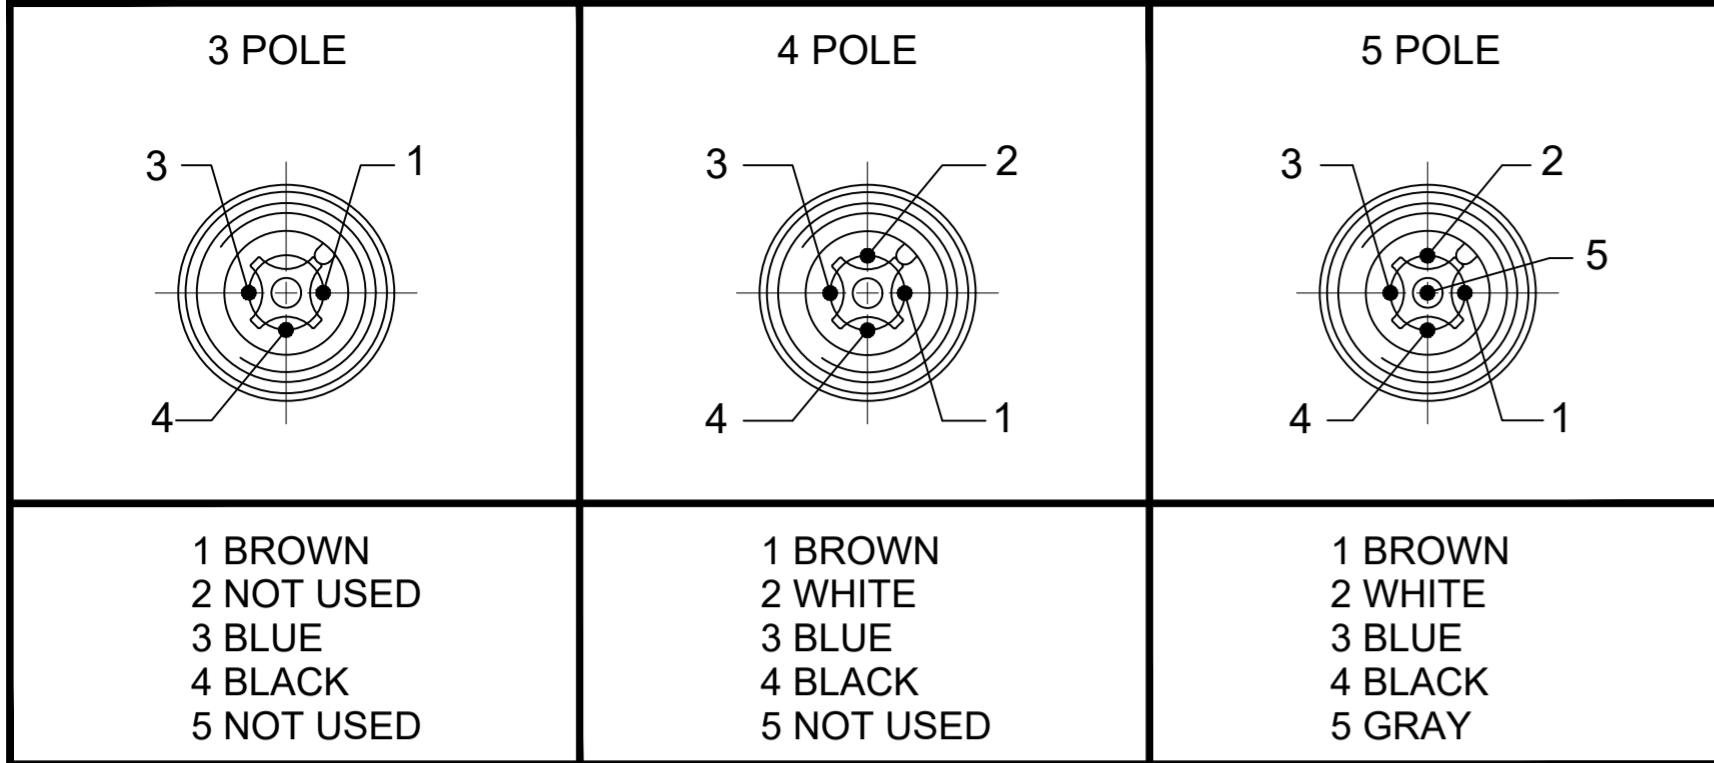 3 POLE
3 1
4
1 BROWN
2 NOT USED
3 BLUE
4 BLACK
5 NOT USED
4 POLE
3 2
4 1
1 BROWN
2 WHITE
3 BLUE
4 BLACK
5 NOT USED
5 POLE
3 2
5
4 1
1 BROWN
2 WHITE
3 BLUE
4 BLACK
5 GRAY